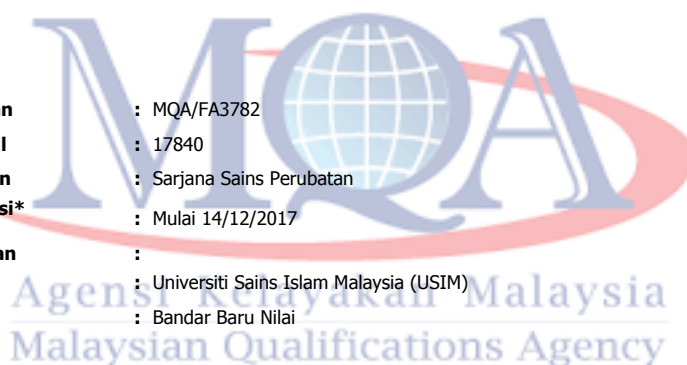 MQA
an : MQA/FA3782
l : 17840
n : Sarjana Sains Perubatan
si* : Mulai 14/12/2017
an :
: Universiti Sains Islam Malaysia (USIM)
: Bandar Baru Nilai
Agensi Kelayakan Malaysia
Malaysian Qualifications Agency